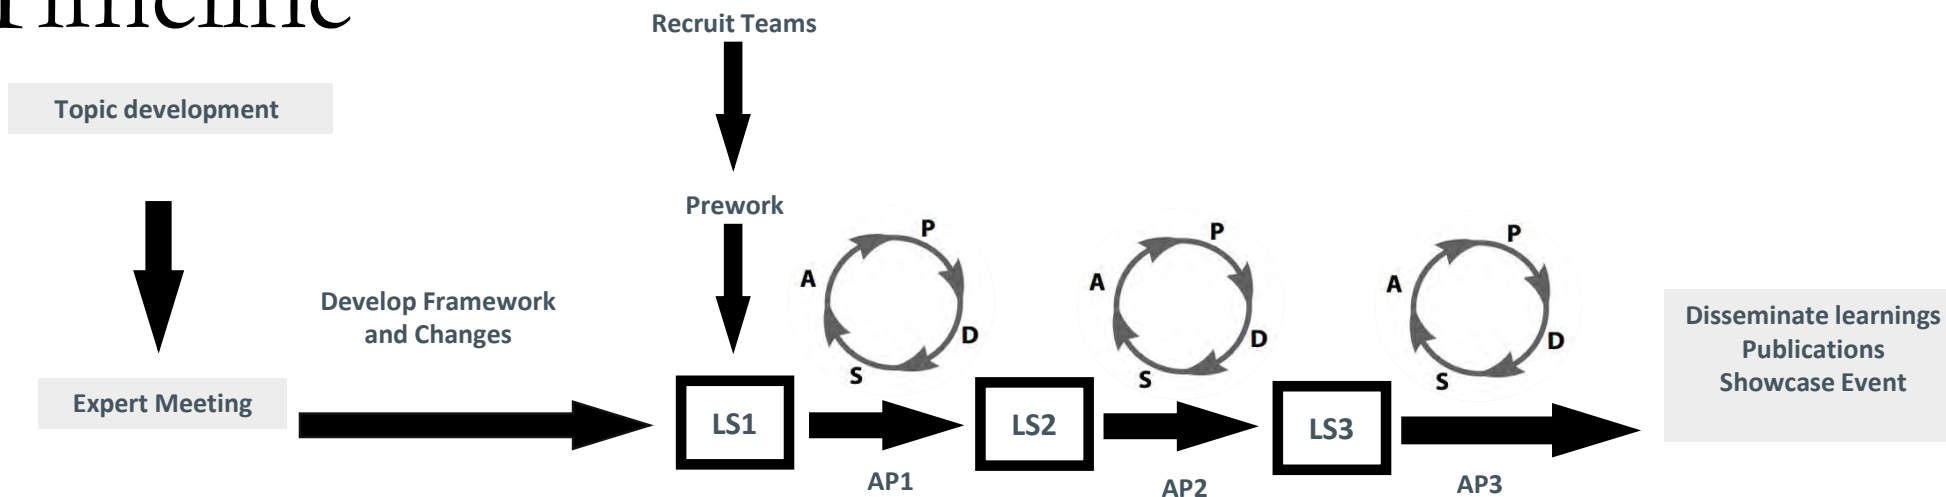 Timeline
Recruit Teams
Topic development
Prework
Develop Framework
and Changes
Expert Meeting
P
A
D
S
P
A
D
S
P
A
D
S
LS1
LS2
LS3
AP1
AP2
AP3
Disseminate learnings
Publications
Showcase Event